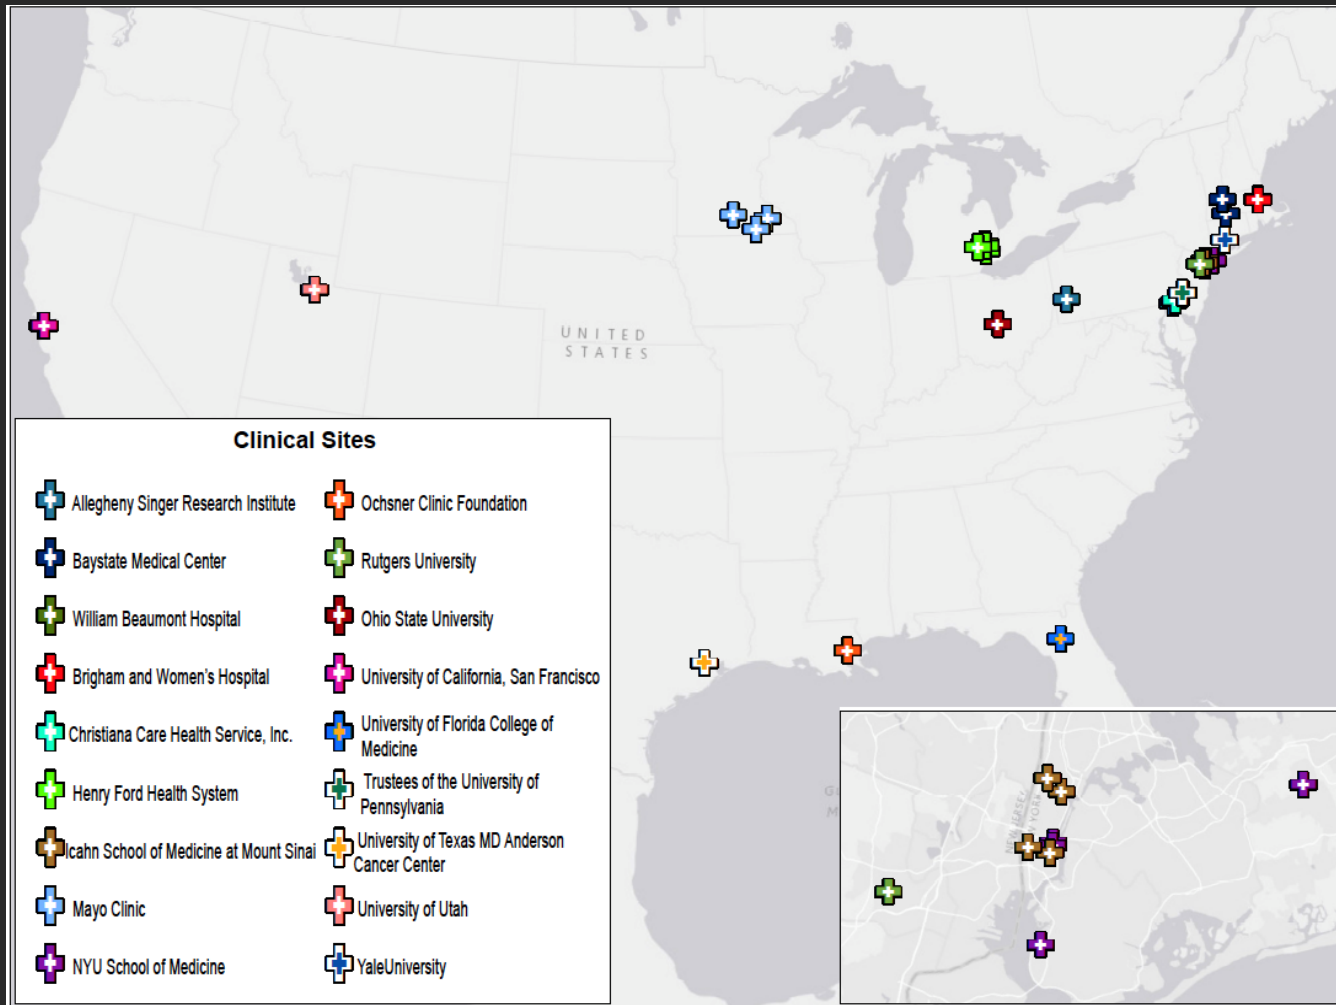 UNITED
STATES
Clinical Sites
Allegheny Singer Research Institute
Baystate Medical Center
William Beaumont Hospital
Brigham and Women's Hospital
Christiana Care Health Service, Inc.
Henry Ford Health System
Icahn School of Medicine at Mount Sinai
Mayo Clinic
NYU School of Medicine
Ochsner Clinic Foundation
Rutgers University
Ohio State University
University of California, San Francisco
University of Florida College of
Medicine
Trustees of the University of
Pennsylvania
University of Texas MD Anderson
Cancer Center
University of Utah
YaleUniversity